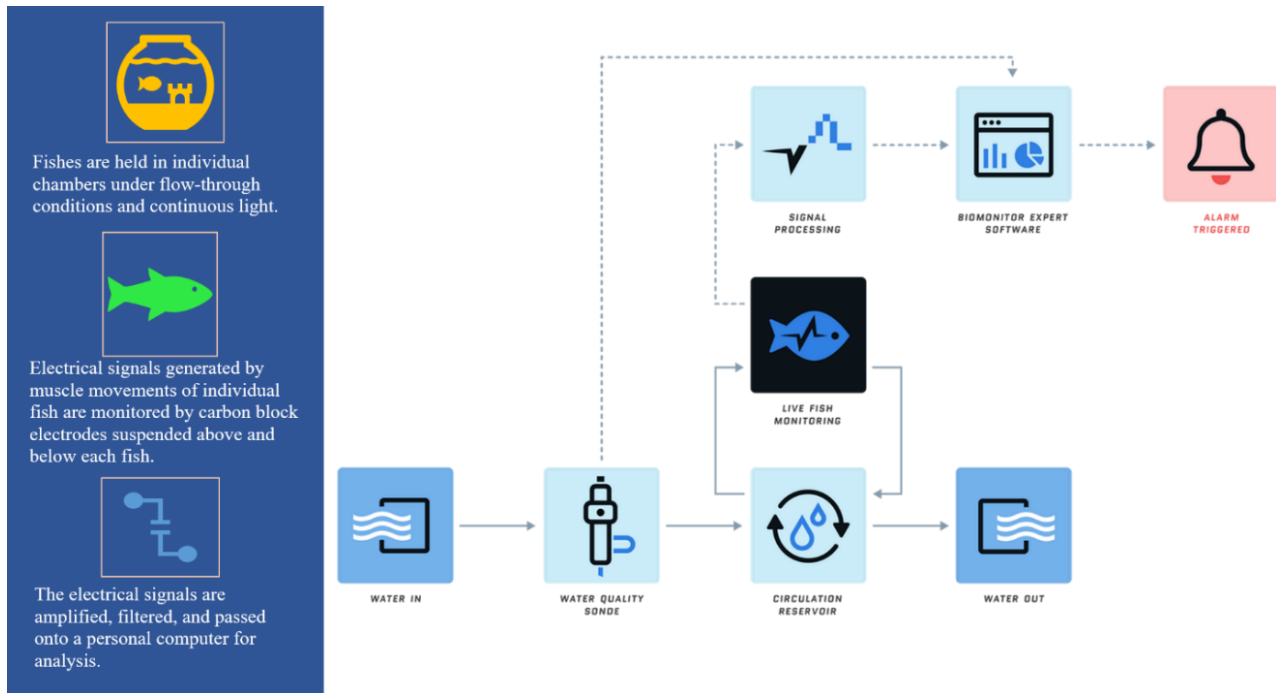 Fishes are held in individual
chambers under flow-through
conditions and continuous light.
Electrical signals generated by
muscle movements of individual
fish are monitored by carbon block
electrodes suspended above and
below each fish.
The electrical signals are
amplified, filtered, and passed
onto a personal computer for
analysis.
SIGNAL
PROCESSING
BIOMONITOR EXPERT
SOFTWARE
ALARM
TRIGGERED
LIVE FISH
MONITORING
WATER IN
WATER QUALITY
SONDE
CIRCULATION
RESERVOIR
WATER OUT